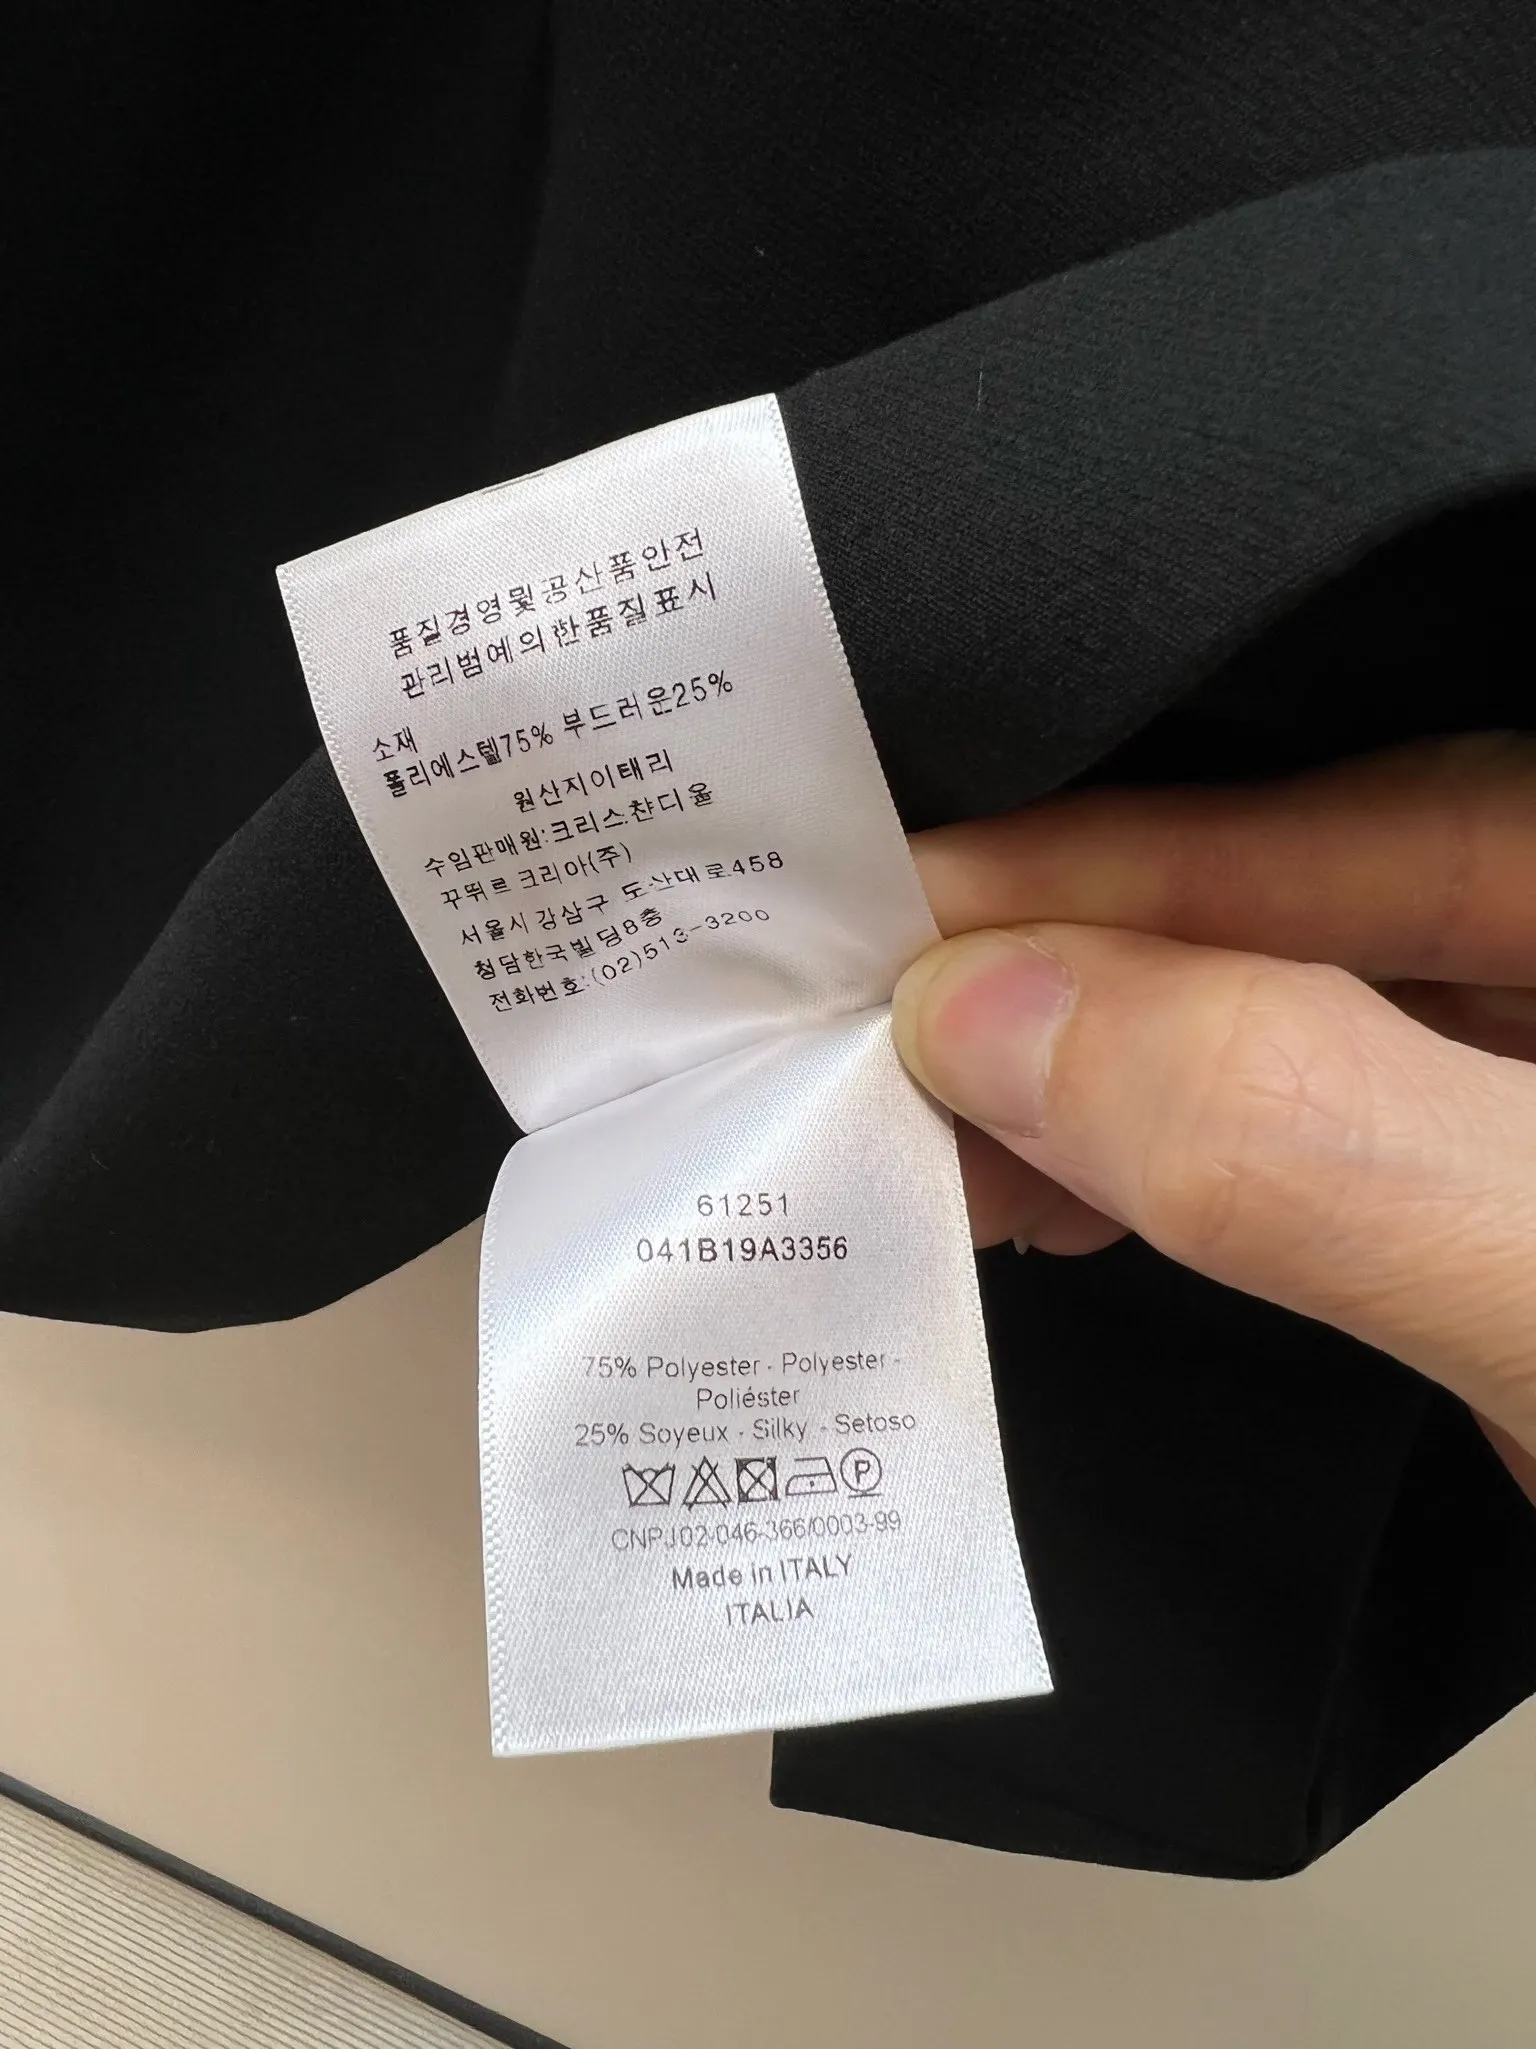 품질경영및공산품안전
관리범예의한품질표시
소재
폴리에스텔75% 부드러운25%
원산지이태리
수임판매원:크리스챤디올
꾸뛰르 크리아(주)
서울시 강삼구 도산대로458
청담한국빌딩8층
전화번호:(02)513-3200
61251
041B19A3356
75% Polyester - Polyester -
Poliéster
25% Soyeux - Silky - Setoso
P
CNPJ02-046-366/0003-99
Made in ITALY
ITALIA